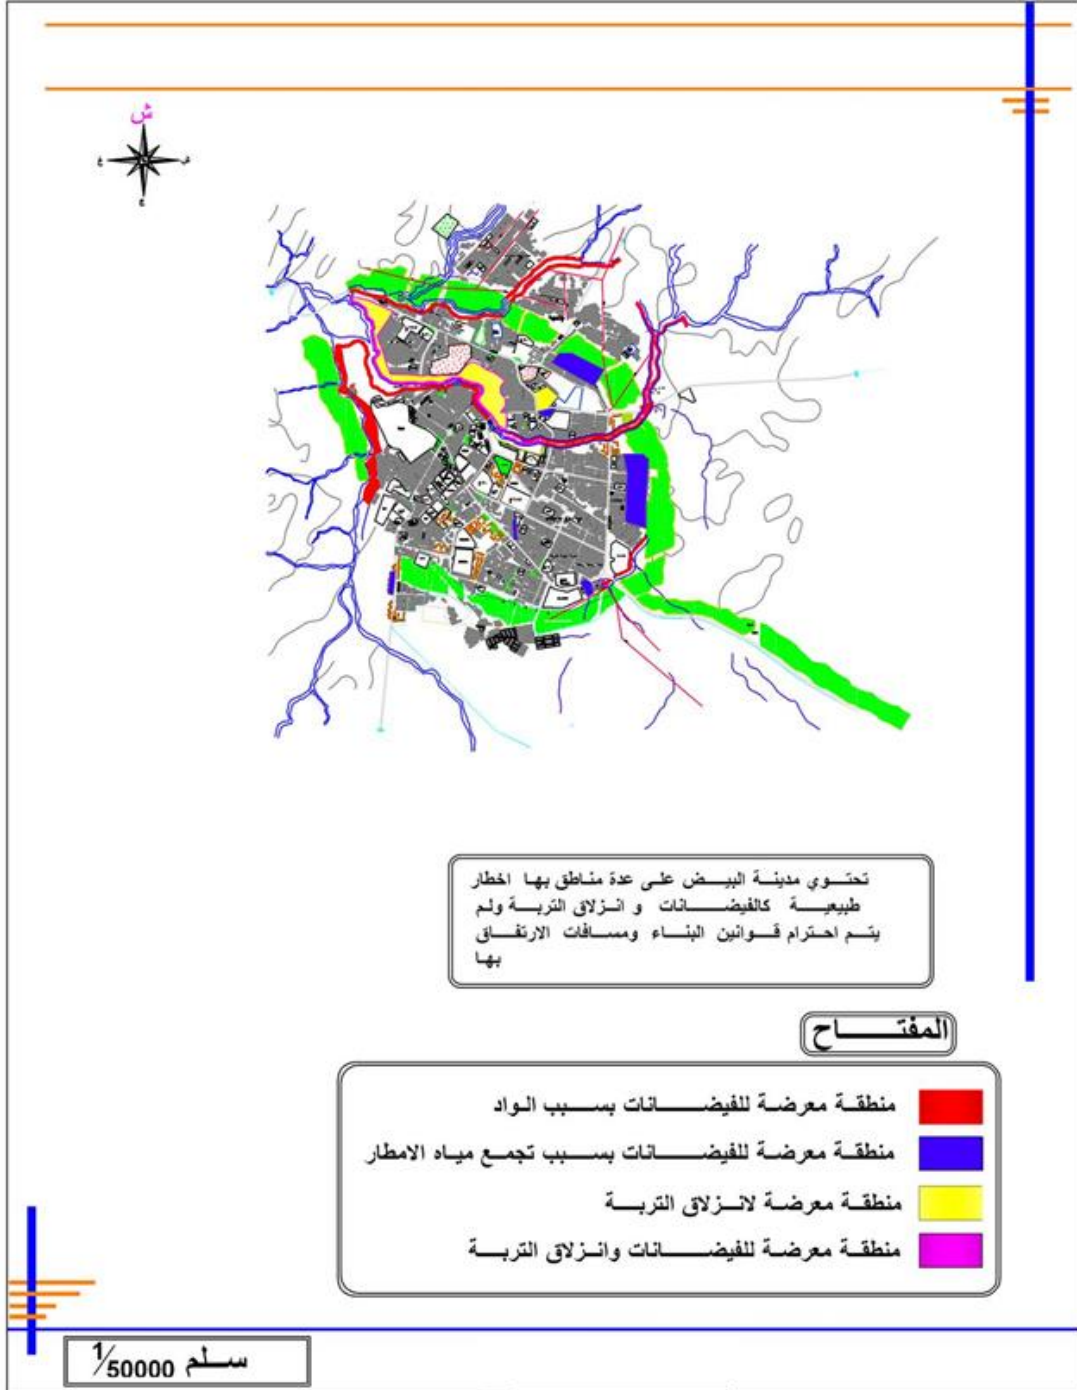 ش
تحتوي مدينة البيض على عدة مناطق بها اخطار
طبيعية كالفيضانات و انزلاق التربة ولم
يتم احترام قوانين البناء ومسافات الارتفاق
بها
المفتاح
منطقة معرضة للفيضانات بسبب الواد
منطقة معرضة للفيضانات بسبب تجمع مياه الامطار
منطقة معرضة لانزلاق التربة
منطقة معرضة للفيضانات وانزلاق التربة
سلم 1/50000